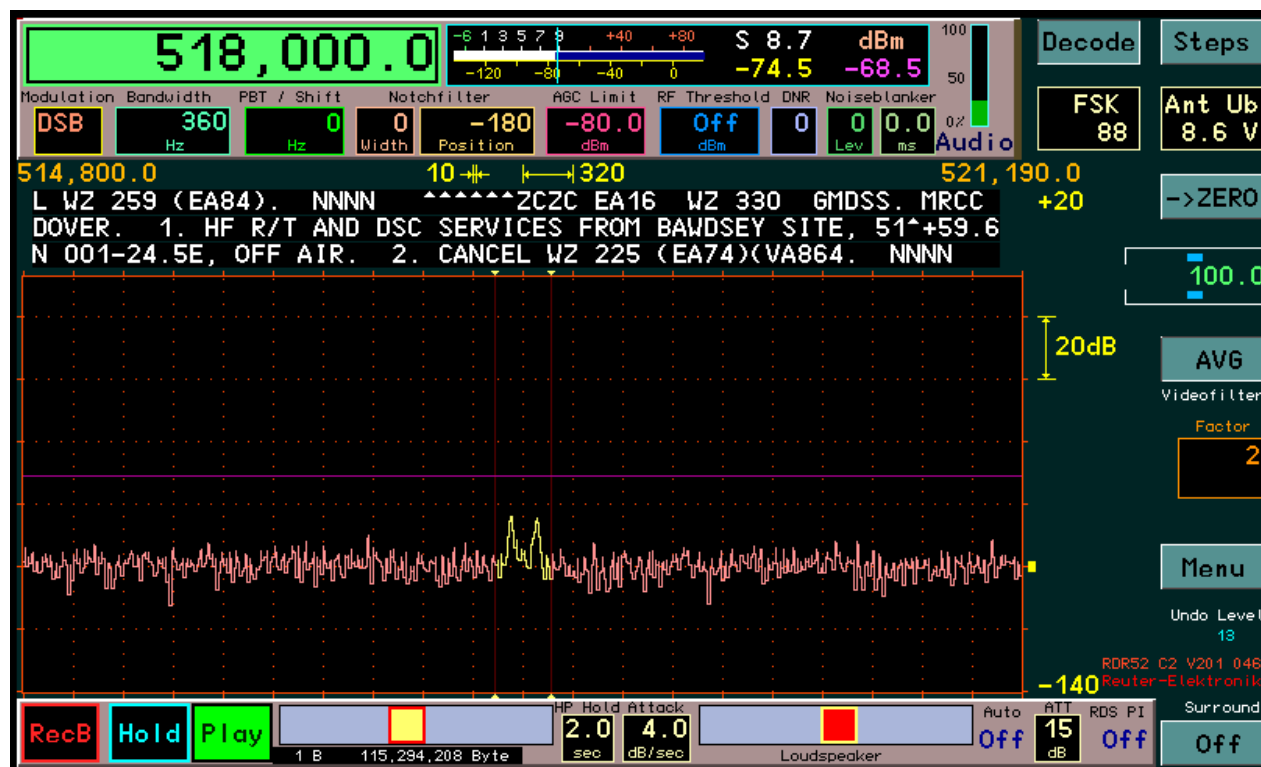 518,000.0
-6 1 3 5 7 9 +40 +80 S 8.7 dBm
-120 -80 -40 0 -74.5 -68.5
100
50
0%
Audio
Decode
Steps
FSK
88
Ant Ub
8.6 V
Modulation Bandwidth PBT / Shift Notchfilter AGC Limit RF Threshold DNR Noiseblanker
DSB 360 0 0 -180 -80.0 Off 0 0 0.0
Hz Hz Width Position dBm dBm Lev ms
514,800.0 10 320 521,190.0
L WZ 259 (EA84). NNNN ^^^^^^ZCZC EA16 WZ 330 GMDSS. MRCC
DOVER. 1. HF R/T AND DSC SERVICES FROM BAWDSEY SITE, 51^+59.6
N 001-24.5E, OFF AIR. 2. CANCEL WZ 225 (EA74)(VA864. NNNN
+20
->ZERO
100.0
20dB
AVG
Videofilter
Factor
2
Menu
Undo Level
13
RDR52 C2 V201 046
Reuter-Elektronik
-140
Surround
Off
RecB Hold Play
1 B 115,294,208 Byte
HP Hold Attack
2.0 4.0
sec dB/sec
Loudspeaker
Auto
Off
ATT
15
dB
RDS PI
Off